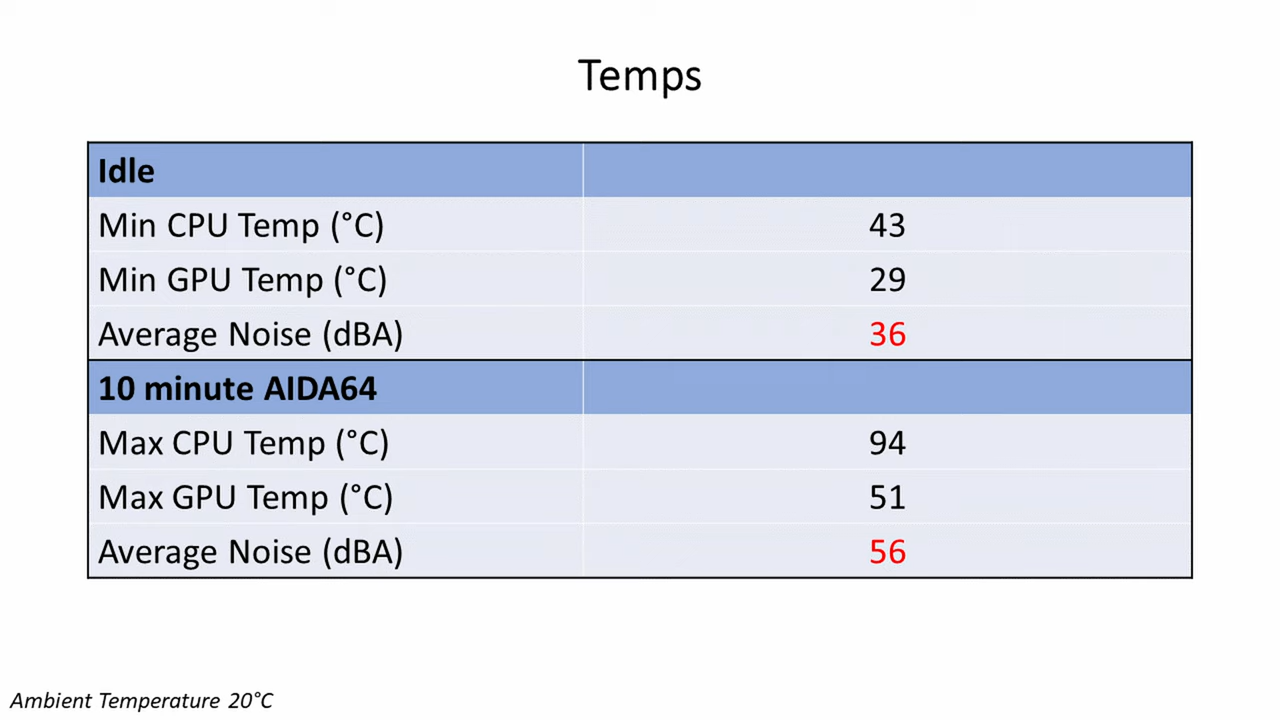 Temps
Idle
Min CPU Temp (°C) 43
Min GPU Temp (°C) 29
Average Noise (dBA) 36
10 minute AIDA64
Max CPU Temp (°C) 94
Max GPU Temp (°C) 51
Average Noise (dBA) 56
Ambient Temperature 20°C